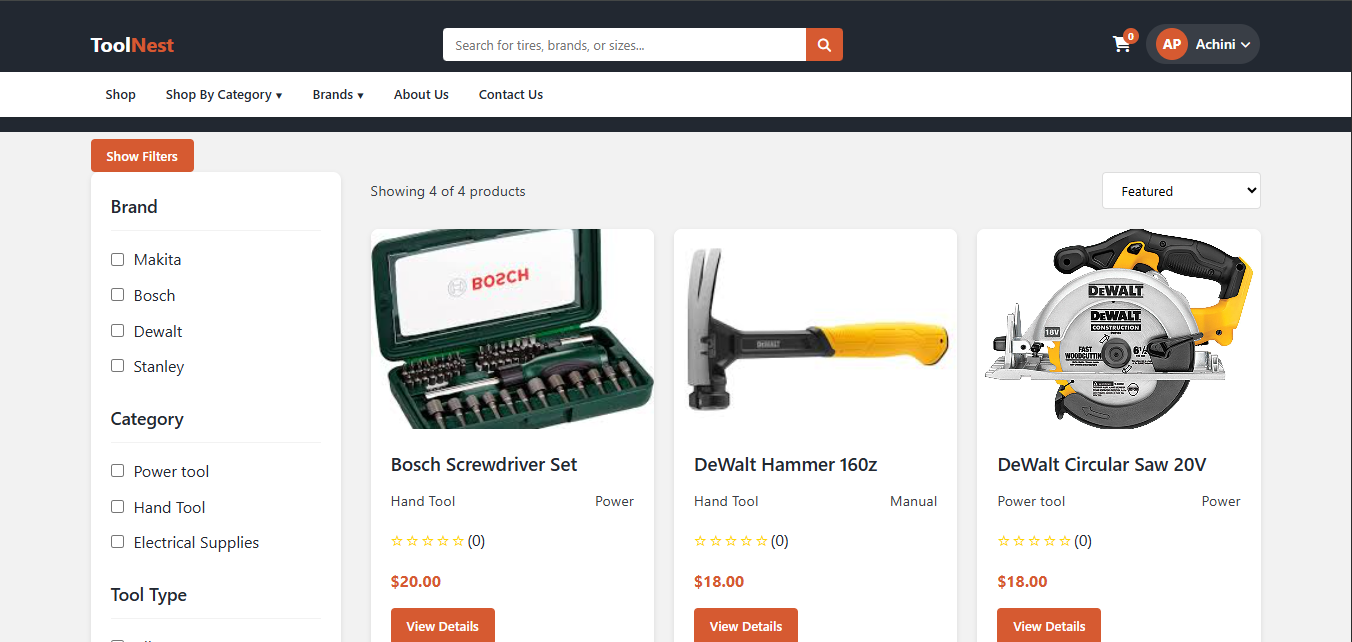 ToolNest
Search for tires, brands, or sizes...
0
AP
Achini
Shop
Shop By Category ▾
Brands ▾
About Us
Contact Us
Show Filters
Brand
Makita
Bosch
Dewalt
Stanley
Category
Power tool
Hand Tool
Electrical Supplies
Tool Type
Showing 4 of 4 products
Featured
BOSCH
Bosch Screwdriver Set
Hand Tool Power
☆☆☆☆☆(0)
$20.00
View Details
DEWALT
DeWalt Hammer 160z
Hand Tool Manual
☆☆☆☆☆(0)
$18.00
View Details
DEWALT
DEWALT
CONSTRUCTION
18V
FAST
DeWalt Circular Saw 20V
Power tool Power
☆☆☆☆☆(0)
$18.00
View Details